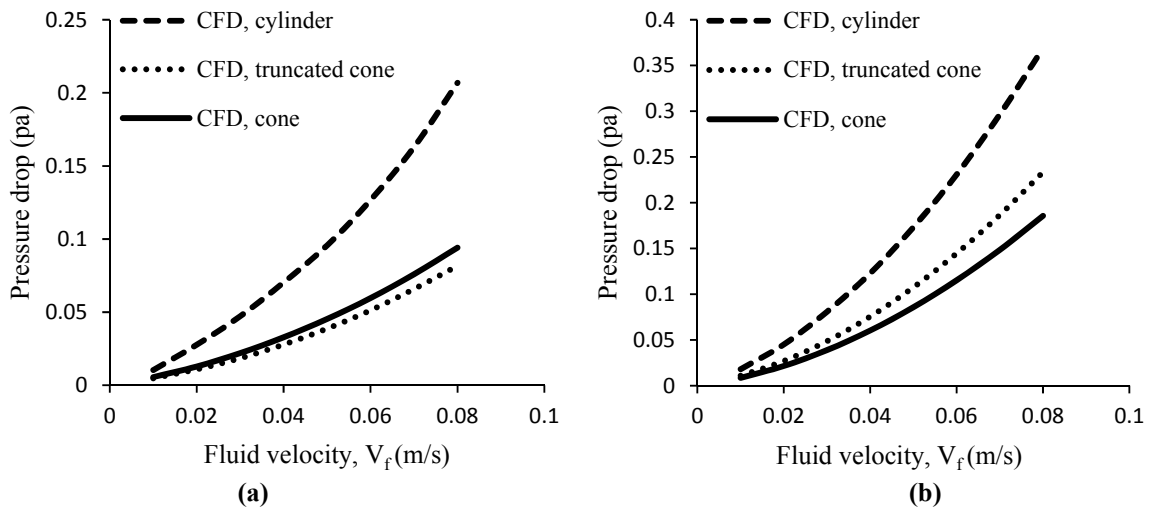 0.25
0.2
0.15
0.1
0.05
0
Pressure drop (pa)
CFD, cylinder
CFD, truncated cone
CFD, cone
0 0.02 0.04 0.06 0.08 0.1
Fluid velocity, Vf (m/s)
(a)
0.4
0.35
0.3
0.25
0.2
0.15
0.1
0.05
0
Pressure drop (pa)
CFD, cylinder
CFD, truncated cone
CFD, cone
0 0.02 0.04 0.06 0.08 0.1
Fluid velocity, Vf (m/s)
(b)